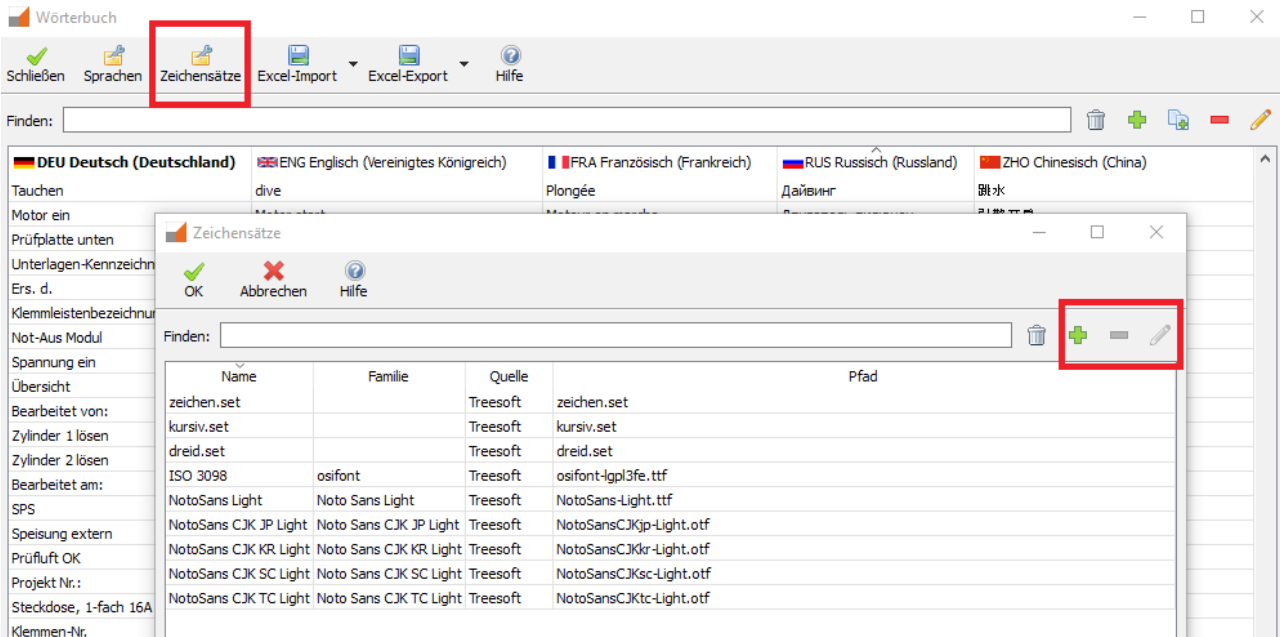 Wörterbuch
Schließen Sprachen Zeichensätze Excel-Import Excel-Export Hilfe
Finden:
DEU Deutsch (Deutschland) ENG Englisch (Vereinigtes Königreich) FRA Französisch (Frankreich) RUS Russisch (Russland) ZHO Chinesisch (China)
Tauchen dive Plongée Дайвинг 跳水
Motor ein
Prüfplatte unten
Unterlagen-Kennzeichn
Ers. d.
Klemmleistenbezeichnu
Not-Aus Modul
Spannung ein
Übersicht
Bearbeitet von:
Zylinder 1 lösen
Zylinder 2 lösen
Bearbeitet am:
SPS
Speisung extern
Prüfluft OK
Projekt Nr.:
Steckdose, 1-fach 16A
Klemmen-Nr.
Zeichensätze
OK Abbrechen Hilfe
Finden:
Name Familie Quelle Pfad
zeichen.set Treesoft zeichen.set
kursiv.set Treesoft kursiv.set
dreid.set Treesoft dreid.set
ISO 3098 osifont Treesoft osifont-lgpl3fe.ttf
NotoSans Light Noto Sans Light Treesoft NotoSans-Light.ttf
NotoSans CJK JP Light Noto Sans CJK JP Light Treesoft NotoSansCJKjp-Light.otf
NotoSans CJK KR Light Noto Sans CJK KR Light Treesoft NotoSansCJKkr-Light.otf
NotoSans CJK SC Light Noto Sans CJK SC Light Treesoft NotoSansCJKsc-Light.otf
NotoSans CJK TC Light Noto Sans CJK TC Light Treesoft NotoSansCJKtc-Light.otf